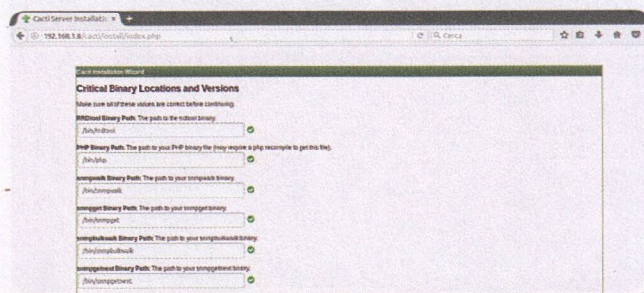 Cacti Server Installatio × +
192.168.1.8/cacti/install/index.php
Cerca
Cacti Installation Wizard
Critical Binary Locations and Versions
Make sure all of these values are correct before continuing.
RRDtool Binary Path: The path to the rrdtool binary.
/bin/rrdtool
PHP Binary Path: The path to your PHP binary file (may require a php recompile to get this file).
/bin/php
snmpwalk Binary Path: The path to your snmpwalk binary.
/bin/snmpwalk
snmpget Binary Path: The path to your snmpget binary.
/bin/snmpget
snmpbulkwalk Binary Path: The path to your snmpbulkwalk binary.
/bin/snmpbulkwalk
snmpgetnext Binary Path: The path to your snmpgetnext binary.
/bin/snmpgetnext